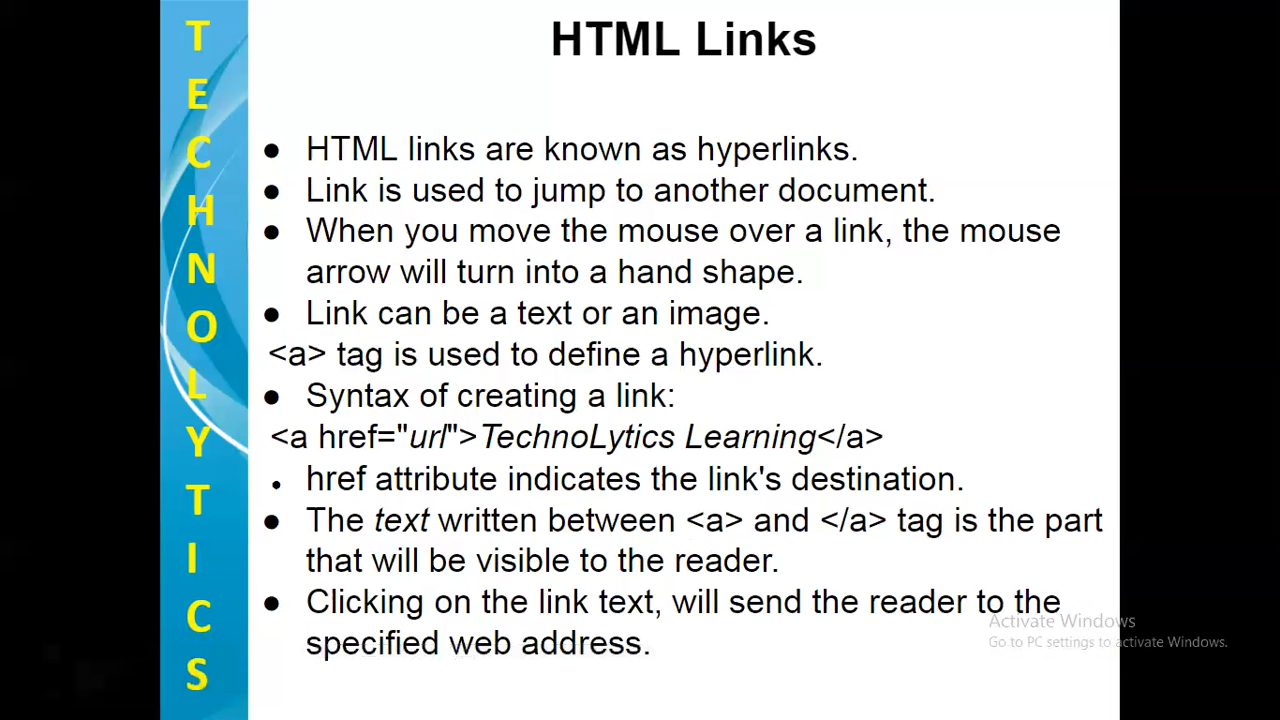 TECHNOLYTICS
HTML Links
● HTML links are known as hyperlinks.
● Link is used to jump to another document.
● When you move the mouse over a link, the mouse
arrow will turn into a hand shape.
● Link can be a text or an image.
<a> tag is used to define a hyperlink.
● Syntax of creating a link:
<a href="url">TechnoLytics Learning</a>
• href attribute indicates the link's destination.
● The text written between <a> and </a> tag is the part
that will be visible to the reader.
● Clicking on the link text, will send the reader to the
specified web address.
Activate Windows
Go to PC settings to activate Windows.